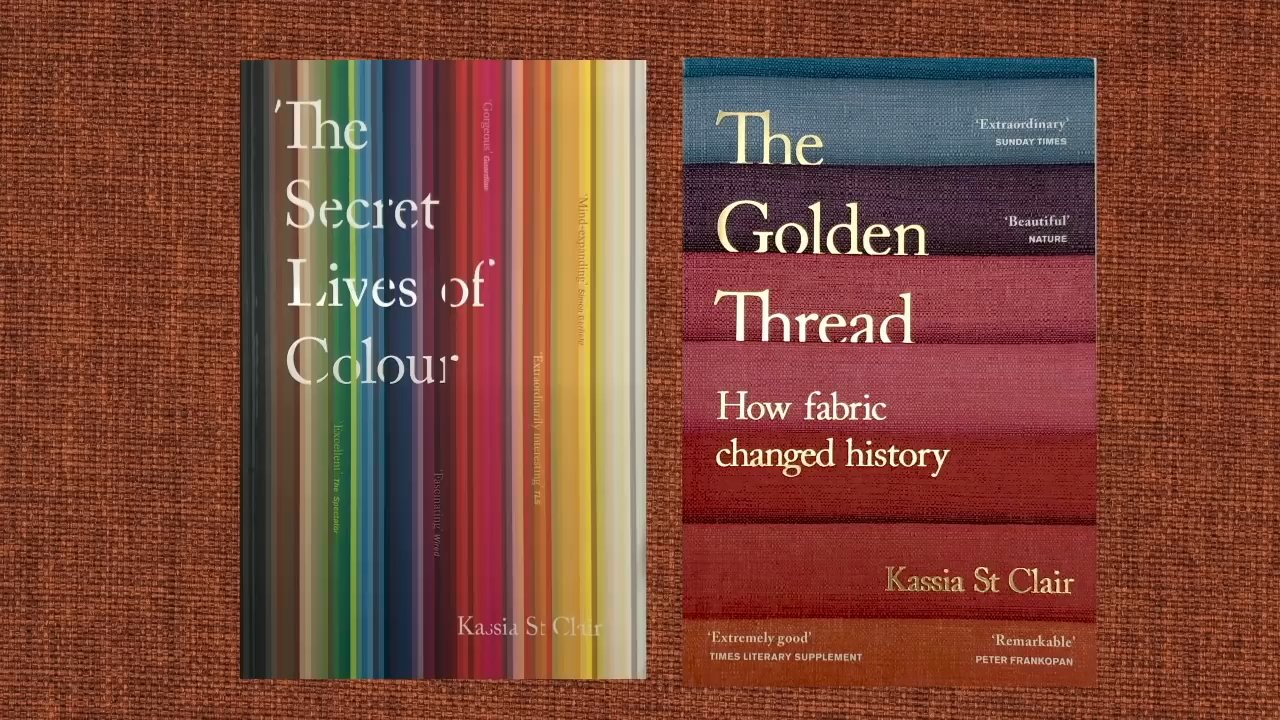 The
Secret
Lives of
Colour
'Gorgeous' Guardian
'Mind-expanding' Simon Garfield
'Extraordinarily interesting' TLS
'Excellent' The Spectator
'Fascinating' Wired
Kassia St Clair
The
Golden
Thread
How fabric
changed history
Kassia St Clair
'Extraordinary'
SUNDAY TIMES
'Beautiful'
NATURE
'Extremely good'
TIMES LITERARY SUPPLEMENT
'Remarkable'
PETER FRANKOPAN